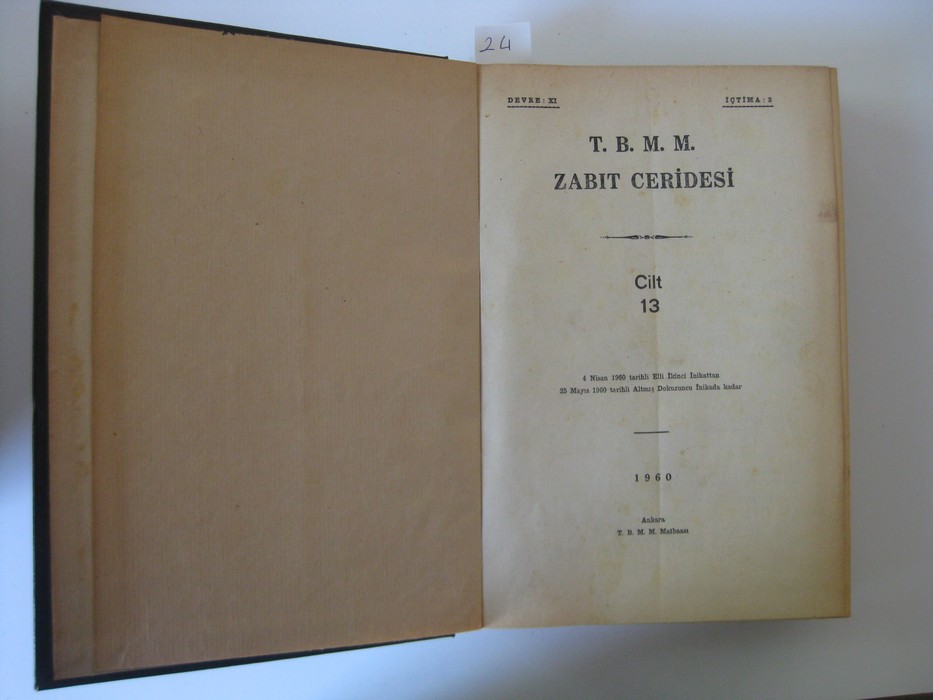 24
DEVRE: XI
İÇTİMA: 3
T. B. M. M.
ZABIT CERİDESİ
Cilt
13
4 Nisan 1960 tarihli Elli İkinci İnikattan
25 Mayıs 1960 tarihli Altmış Dokuzuncu İnikada kadar
1960
Ankara
T. B. M. M. Matbaası